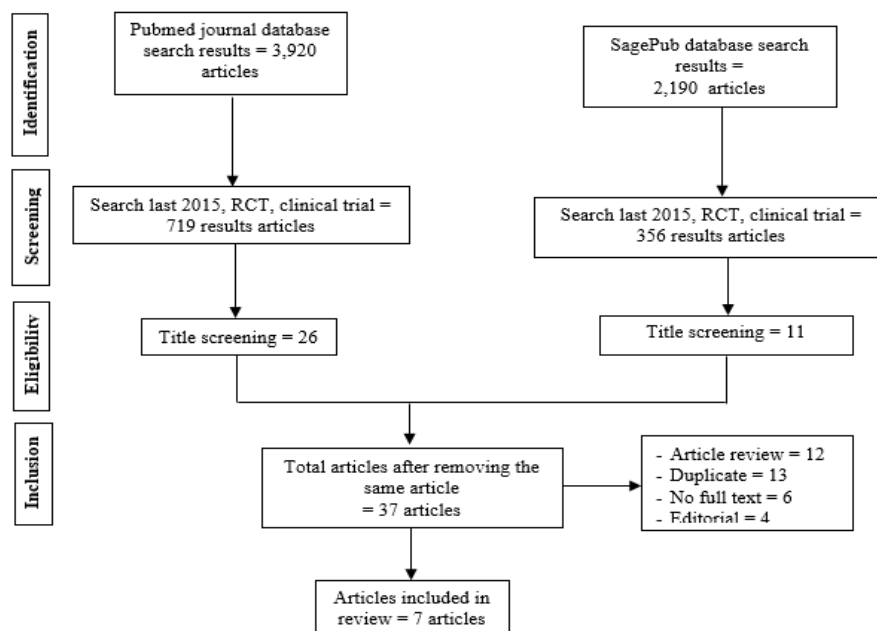 Identification
Pubmed journal database
search results = 3,920
articles
SagePub database search
results =
2,190 articles
Screening
Search last 2015, RCT, clinical trial =
719 results articles
Search last 2015, RCT, clinical trial =
356 results articles
Eligibility
Title screening = 26
Title screening = 11
Inclusion
Total articles after removing the
same article
= 37 articles
- Article review = 12
- Duplicate = 13
- No full text = 6
- Editorial = 4
Articles included in
review = 7 articles